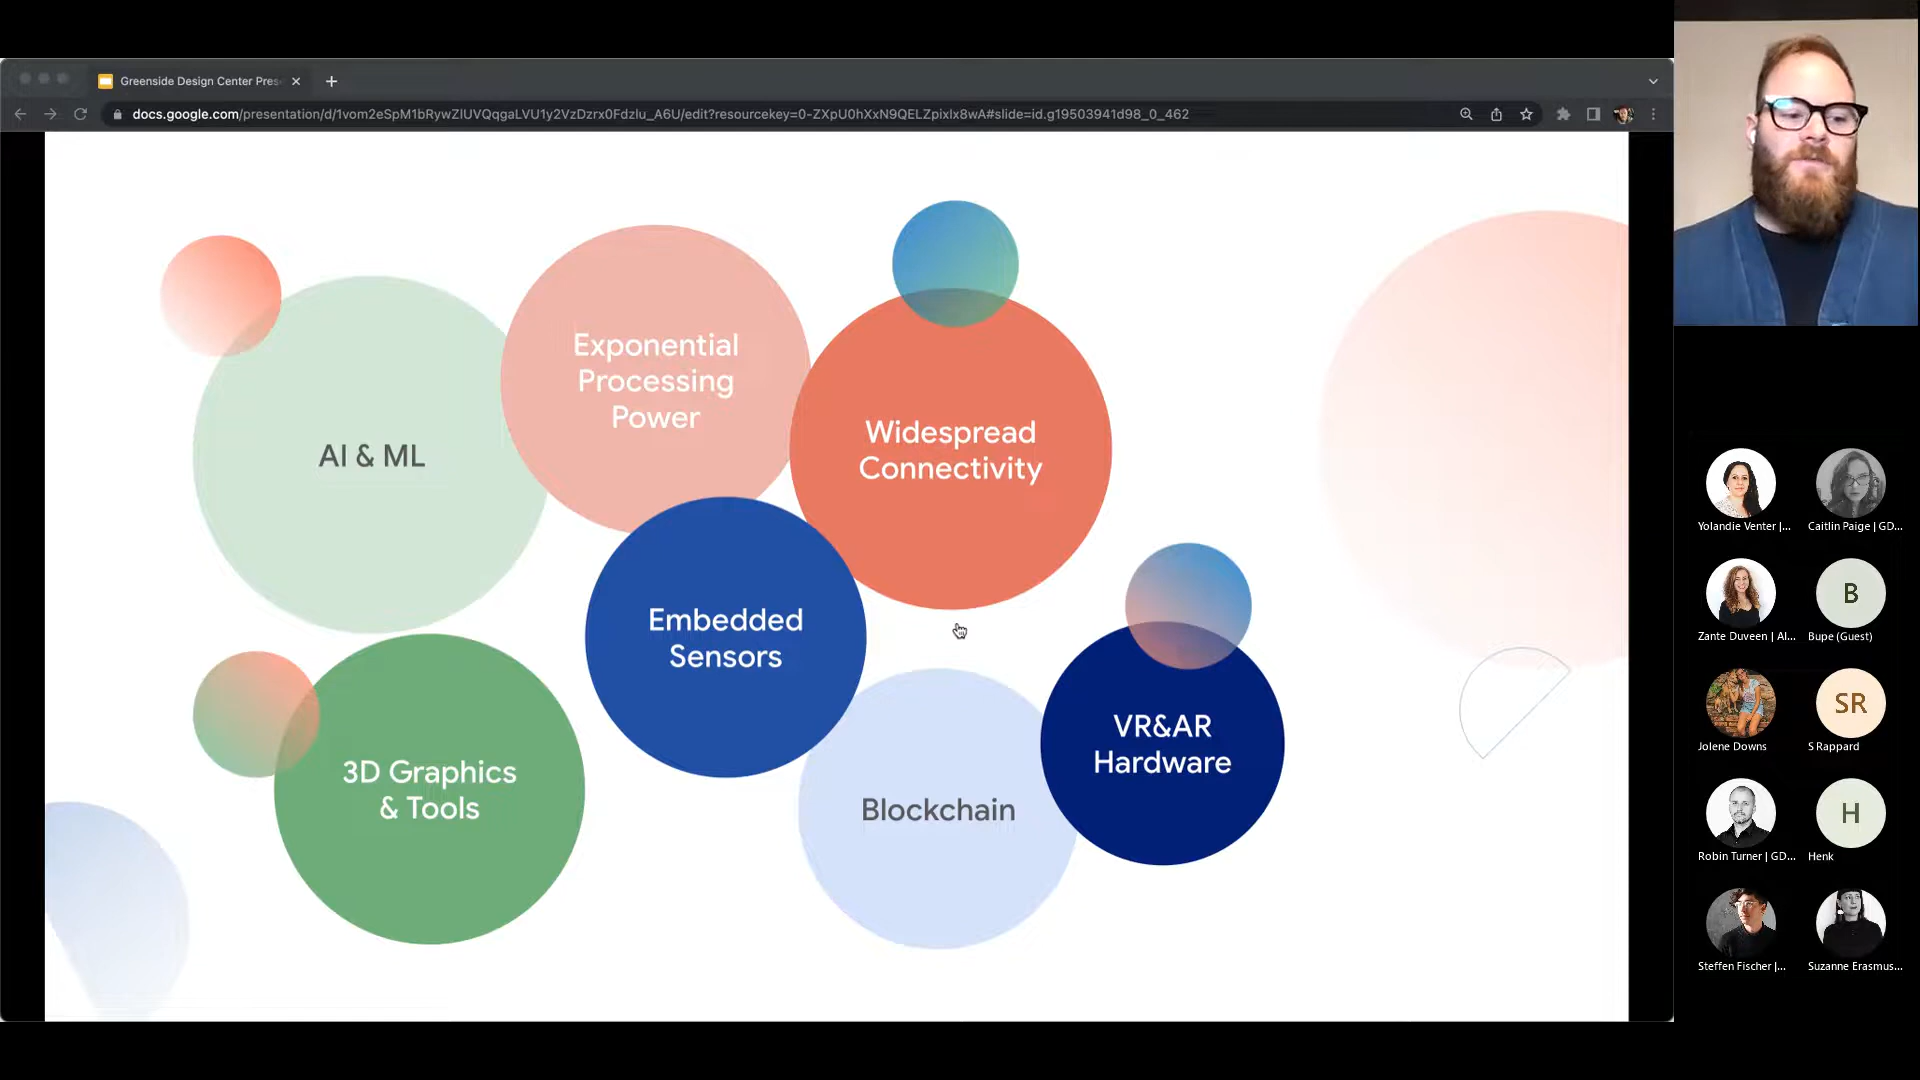 Greenside Design Center Pres
docs.google.com/presentation/d/1vom2eSpM1bRywZIUVQqgaLVU1y2VzDzrx0Fdzlu_A6U/edit?resourcekey=0-ZXpU0hXxN9QELZpixlx8wA#slide=id.g19503941d98_0_462
Exponential
Processing
Power
Widespread
Connectivity
AI & ML
Embedded
Sensors
VR&AR
Hardware
3D Graphics
& Tools
Blockchain
Yolandie Venter |...
Caitlin Paige | GD...
Zante Duveen | AI...
B
Bupe (Guest)
Jolene Downs
SR
S Rappard
Robin Turner | GD...
H
Henk
Steffen Fischer |...
Suzanne Erasmus...